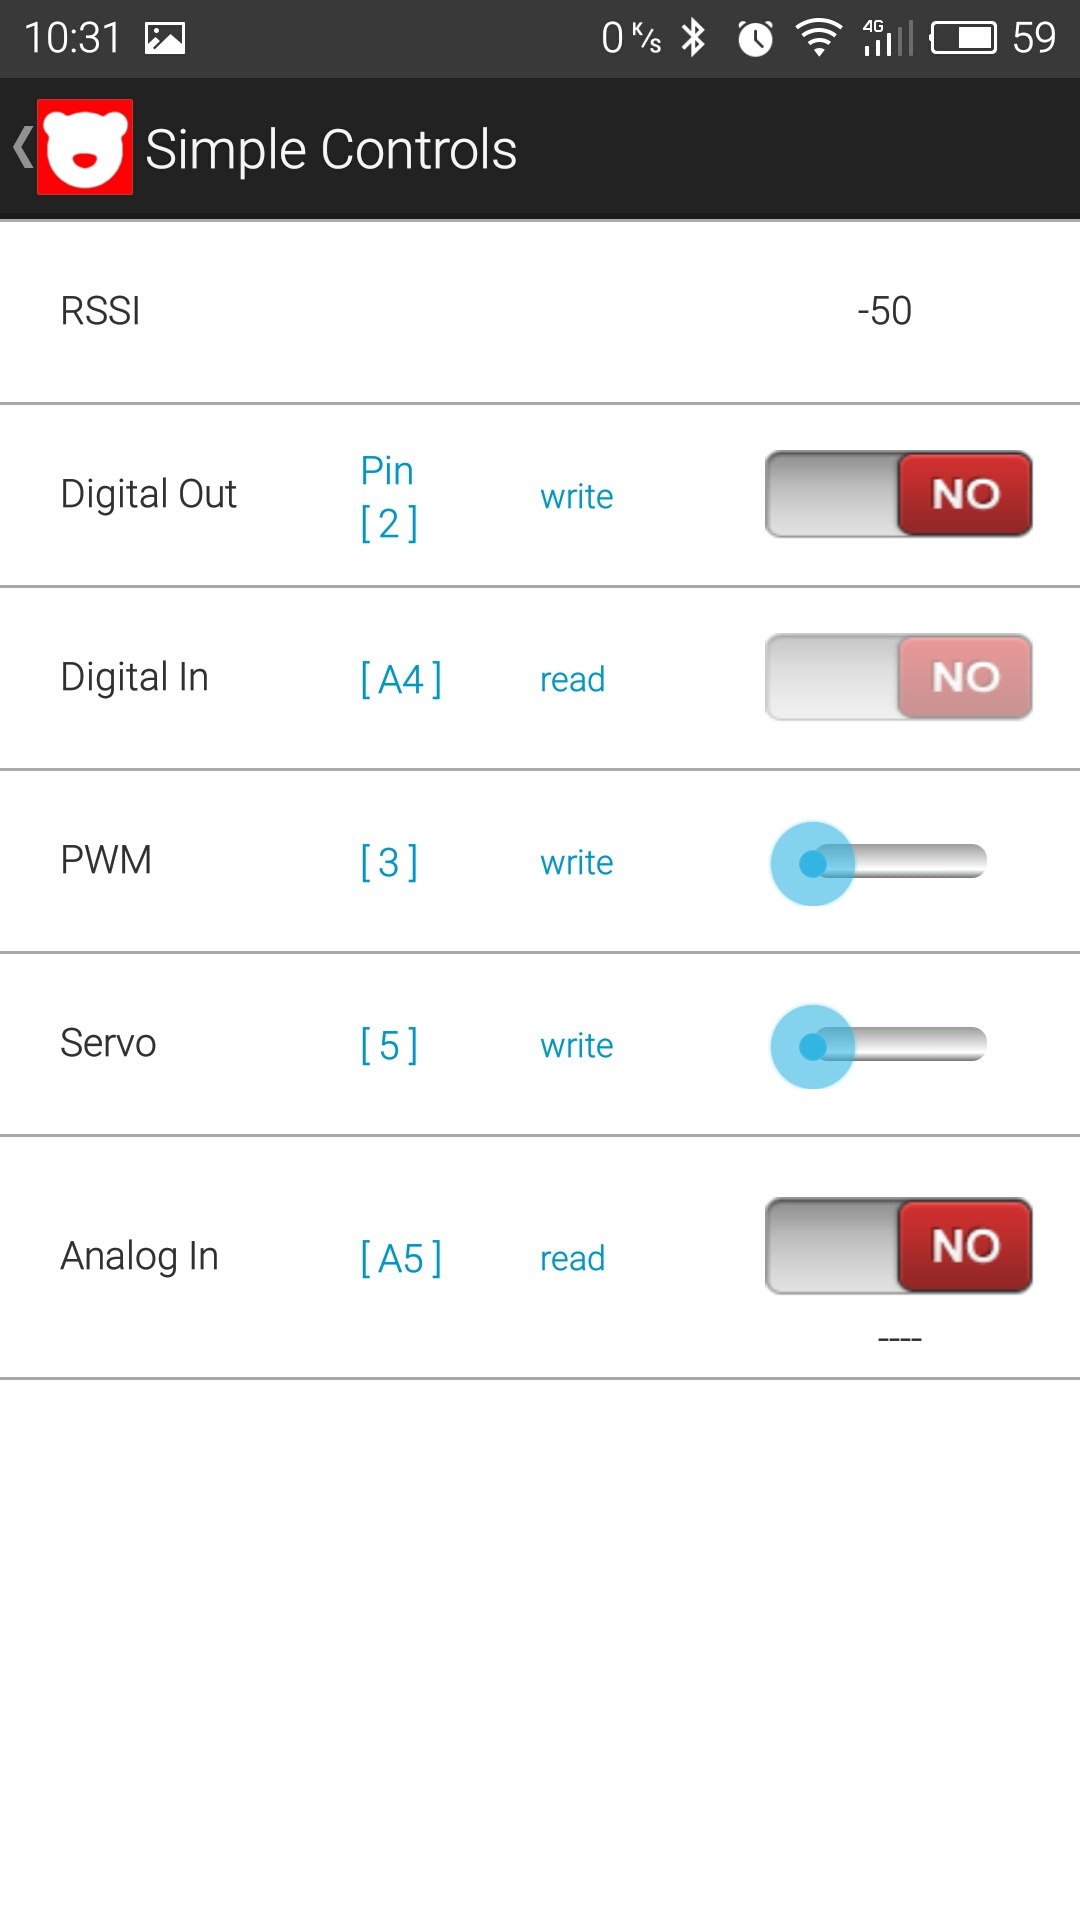 10:31 0 K/s 4G 59
Simple Controls
RSSI -50
Digital Out Pin [ 2 ] write NO
Digital In [ A4 ] read NO
PWM [ 3 ] write
Servo [ 5 ] write
Analog In [ A5 ] read NO
----